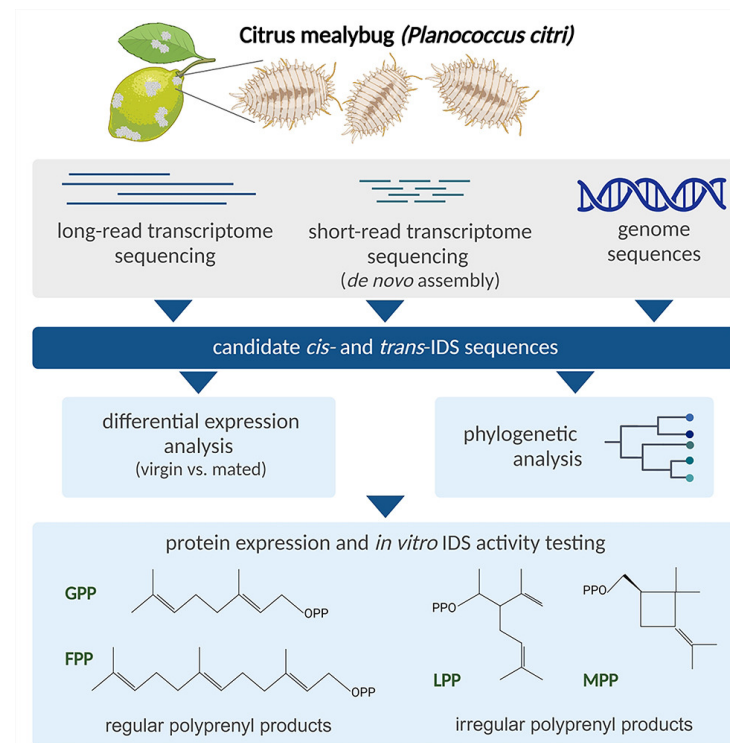 Citrus mealybug (Planococcus citri)
long-read transcriptome
sequencing
short-read transcriptome
sequencing
(de novo assembly)
genome
sequences
candidate cis- and trans-IDS sequences
differential expression
analysis
(virgin vs. mated)
phylogenetic
analysis
protein expression and in vitro IDS activity testing
GPP
OPP
FPP
OPP
regular polyprenyl products
PPO
LPP
PPO
MPP
irregular polyprenyl products